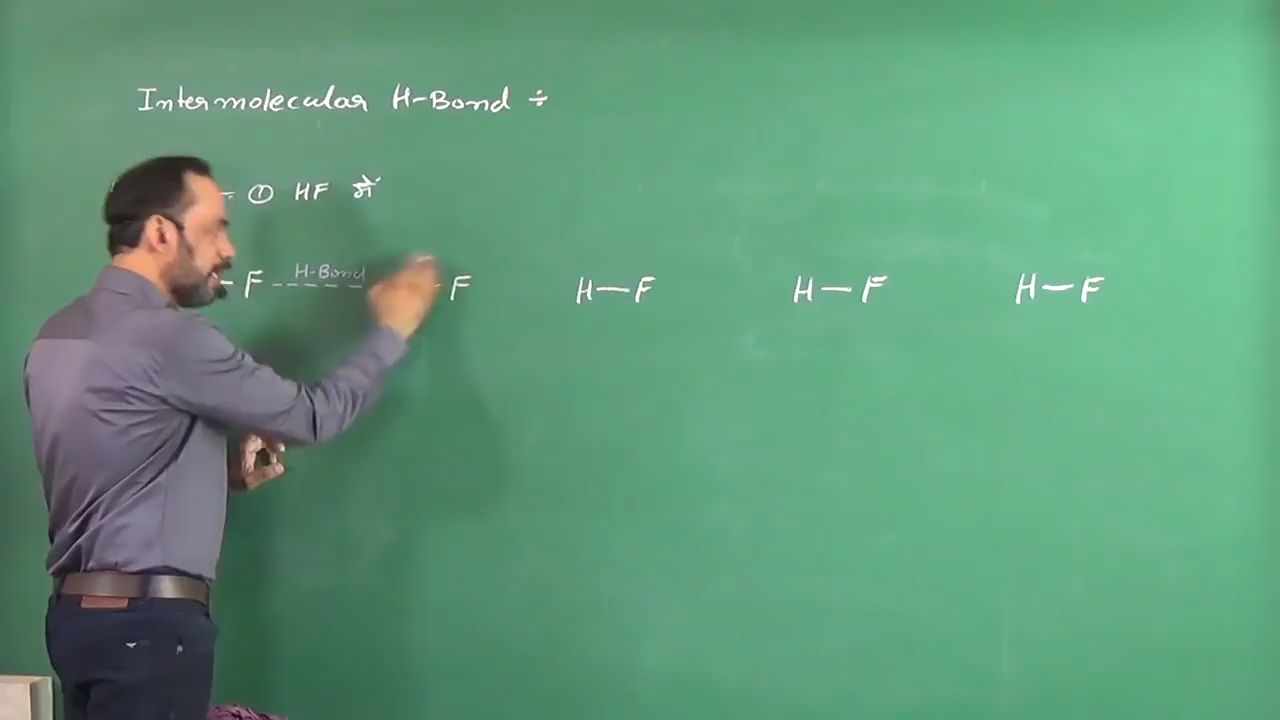 Intermolecular H-Bond ÷
① HF में
H-Bond
– F ------ – F H – F H – F H – F